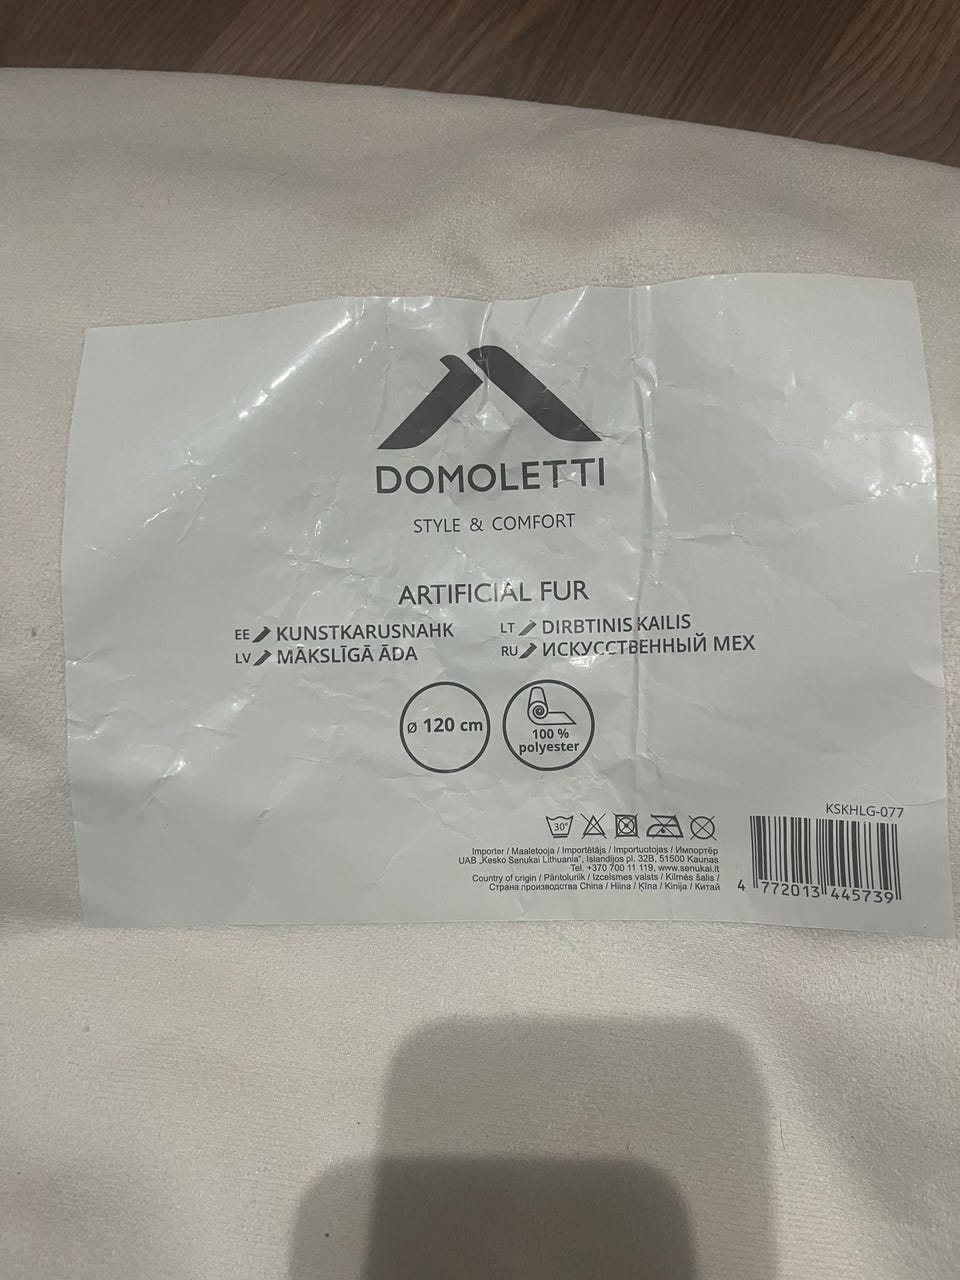 DOMOLETTI
STYLE & COMFORT
ARTIFICIAL FUR
EE KUNSTKARUSNAHK
LV MĀKSLĪGĀ ĀDA
LT DIRBTINIS KAILIS
RU ИСКУССТВЕННЫЙ МЕХ
Ø 120 cm
100 %
polyester
30°
Importer / Maaletooja / Importētājs / Importuotojas / Импортёр
UAB „Kesko Senukai Lithuania", Islandijos pl. 32B, 51500 Kaunas
Tel. +370 700 11 119, www.senukai.lt
Country of origin / Päritoluriik / Izcelsmes valsts / Kilmės šalis /
Страна производства China / Hiina / Ķīna / Kinija / Китай
KSKHLG-077
4 772013 445739